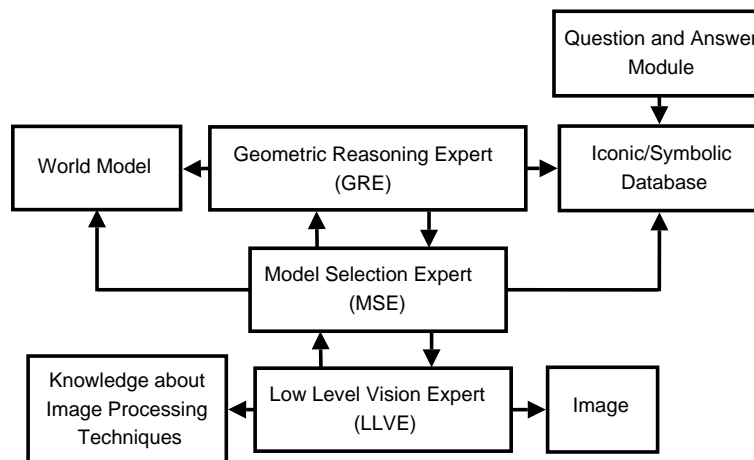 Question and Answer
Module
World Model
Geometric Reasoning Expert
(GRE)
Iconic/Symbolic
Database
Model Selection Expert
(MSE)
Knowledge about
Image Processing
Techniques
Low Level Vision Expert
(LLVE)
Image